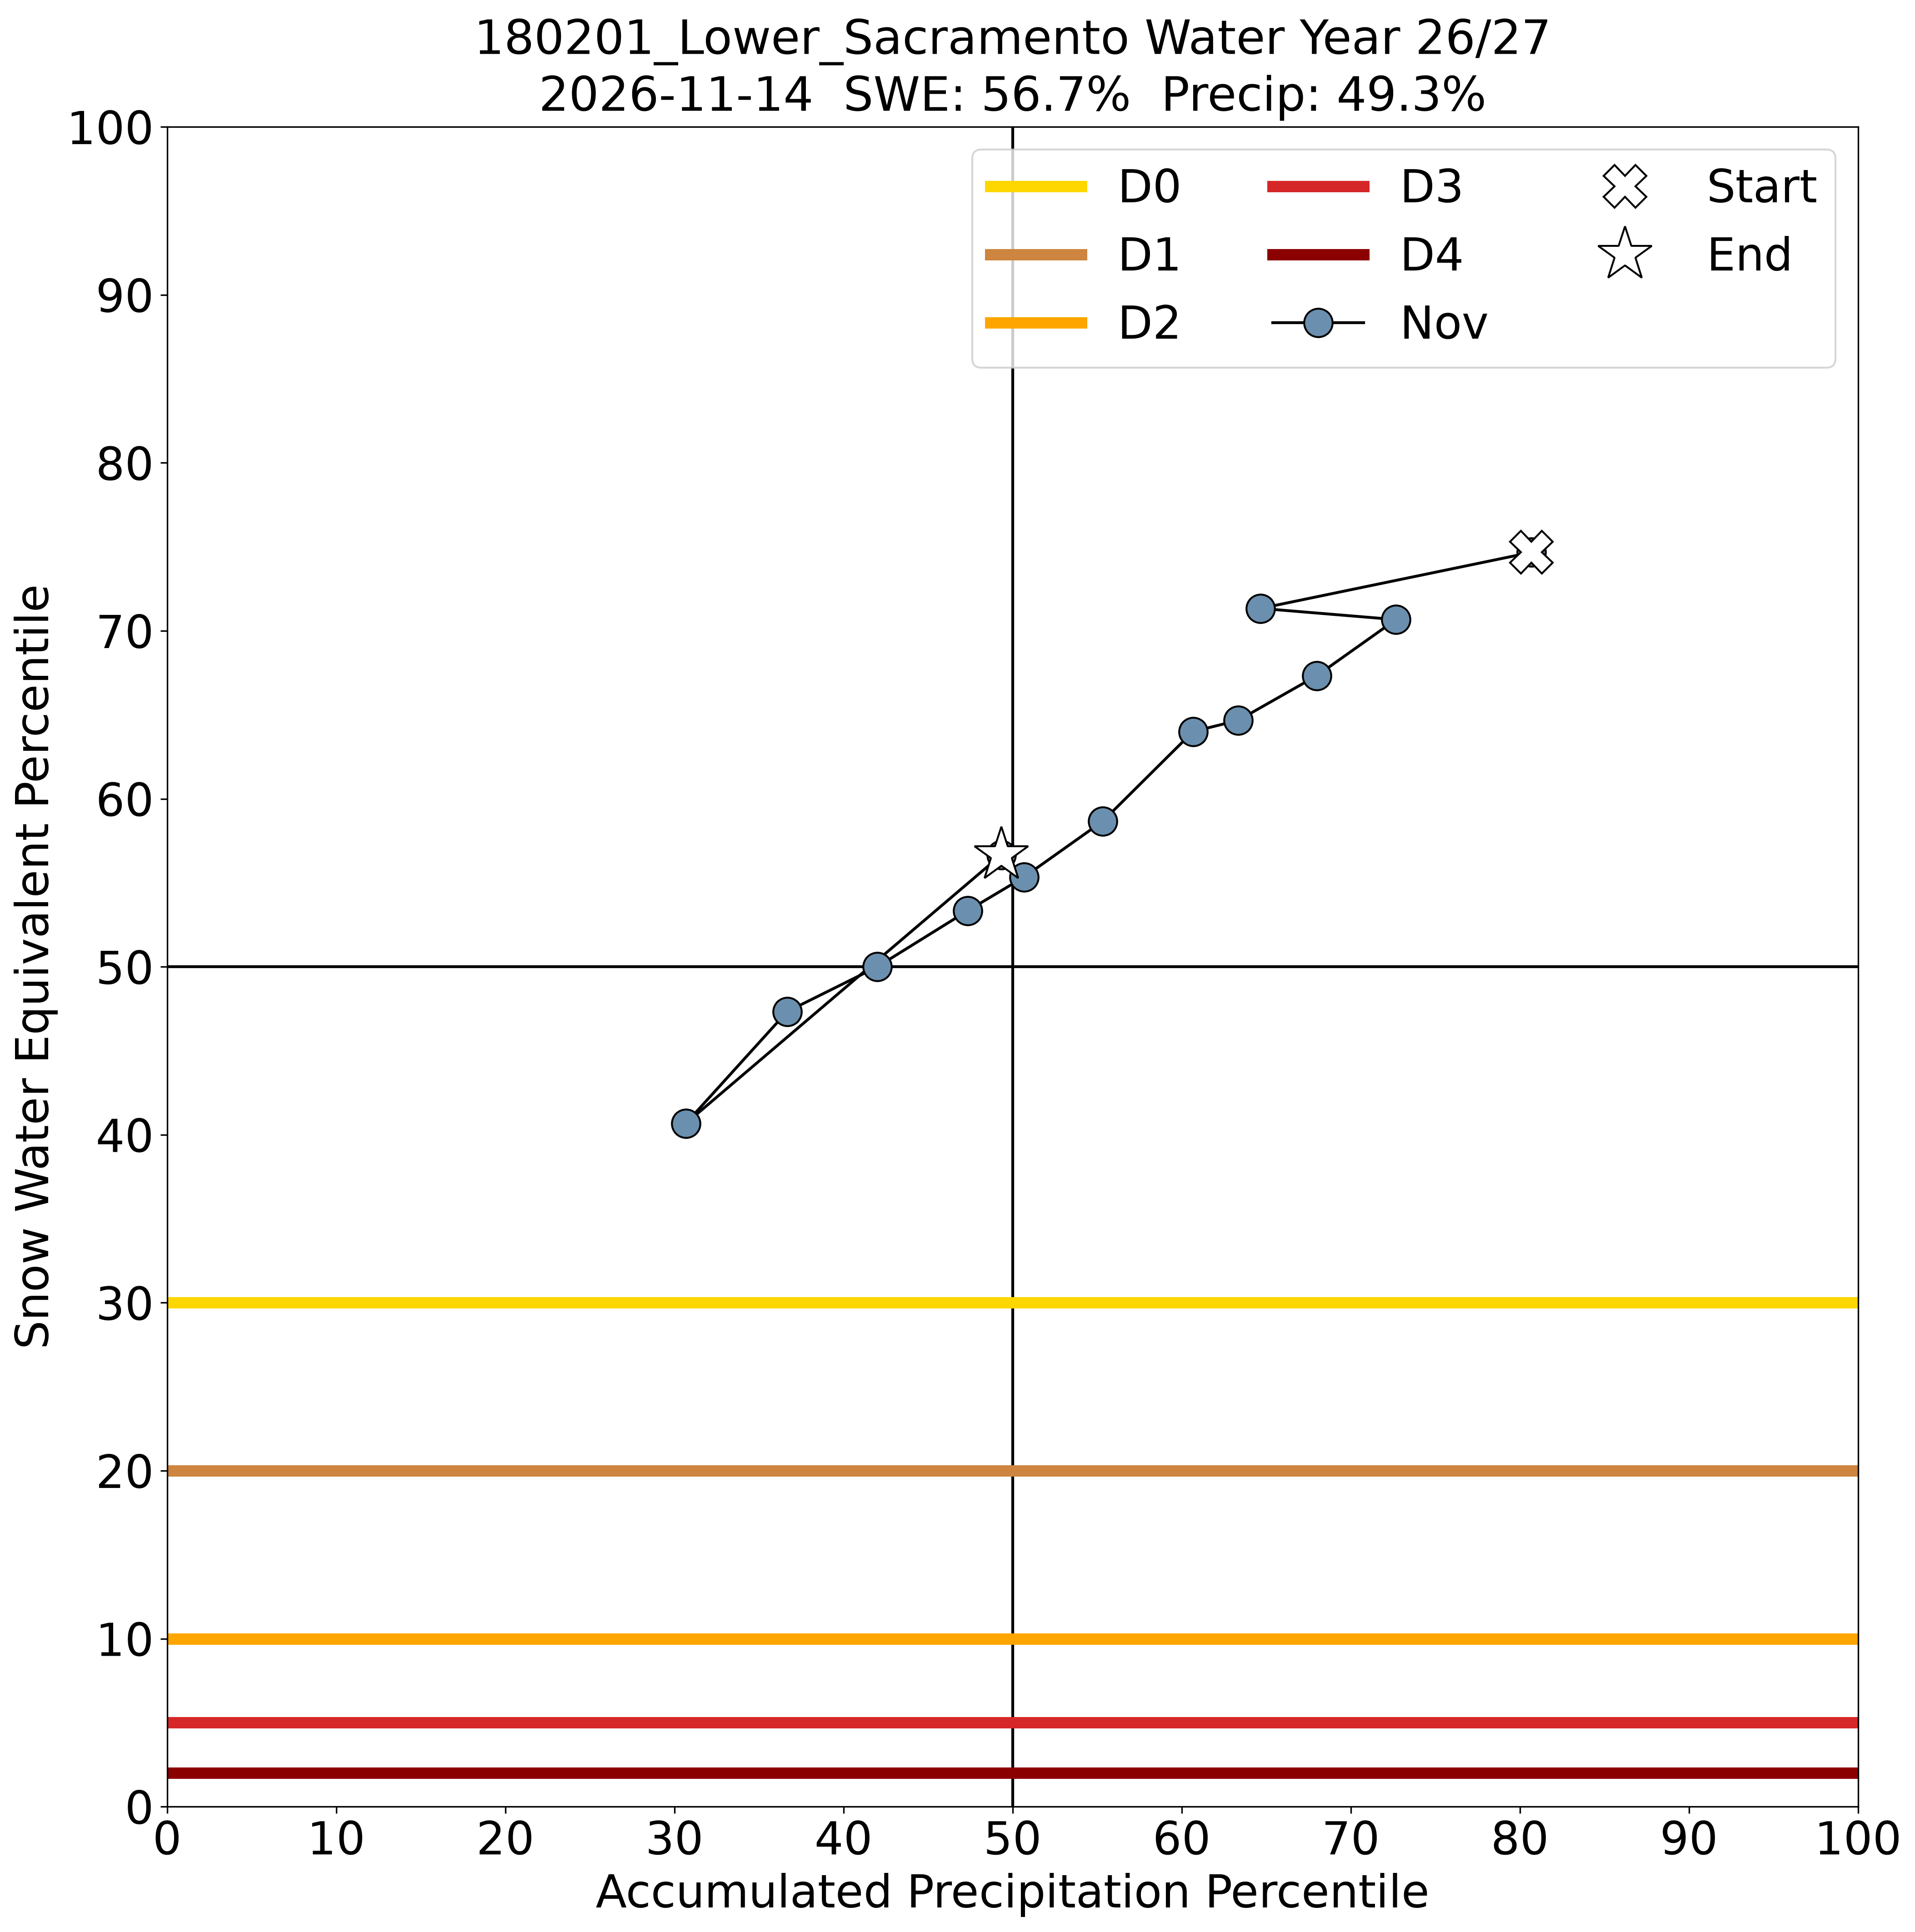 180201_Lower_Sacramento Water Year 26/27
2026-11-14 SWE: 56.7% Precip: 49.3%
100
90
80
70
60
50
40
30
20
10
0
Snow Water Equivalent Percentile
D0
D1
D2
D3
D4
Nov
Start
End
0 10 20 30 40 50 60 70 80 90 100
Accumulated Precipitation Percentile